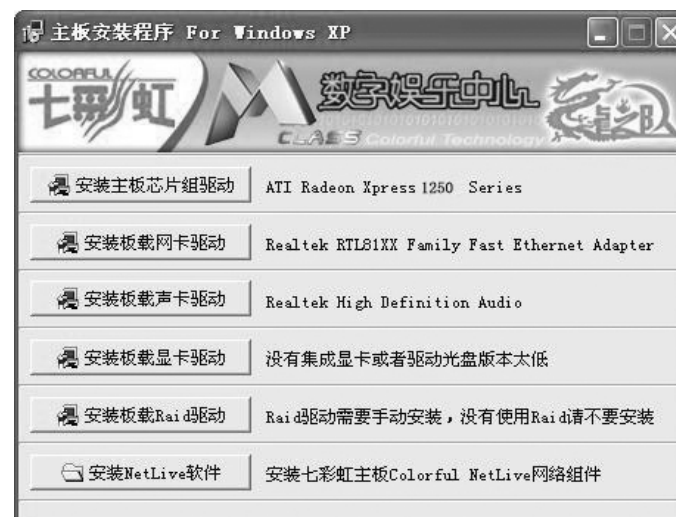 主板安装程序 For Windows XP
COLORFUL
七彩虹
M
CLASS
数字娱乐中心
Colorful Technology
之队
安装主板芯片组驱动 ATI Radeon Xpress 1250 Series
安装板载网卡驱动 Realtek RTL81XX Family Fast Ethernet Adapter
安装板载声卡驱动 Realtek High Definition Audio
安装板载显卡驱动 没有集成显卡或者驱动光盘版本太低
安装板载Raid驱动 Raid驱动需要手动安装，没有使用Raid请不要安装
安装NetLive软件 安装七彩虹主板Colorful NetLive网络组件